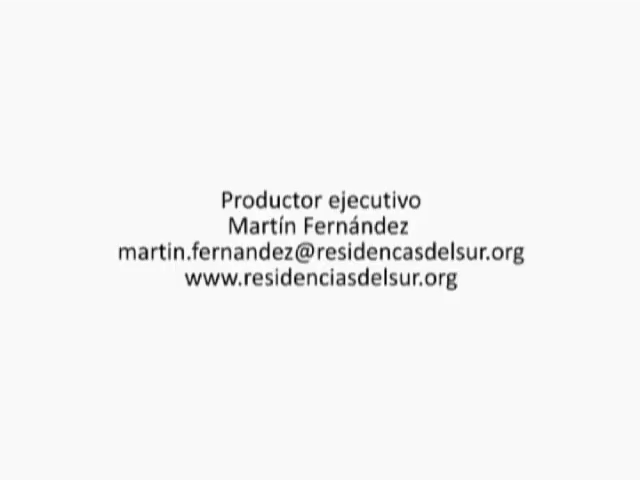 Productor ejecutivo
Martín Fernández
martin.fernandez@residencasdelsur.org
www.residenciasdelsur.org